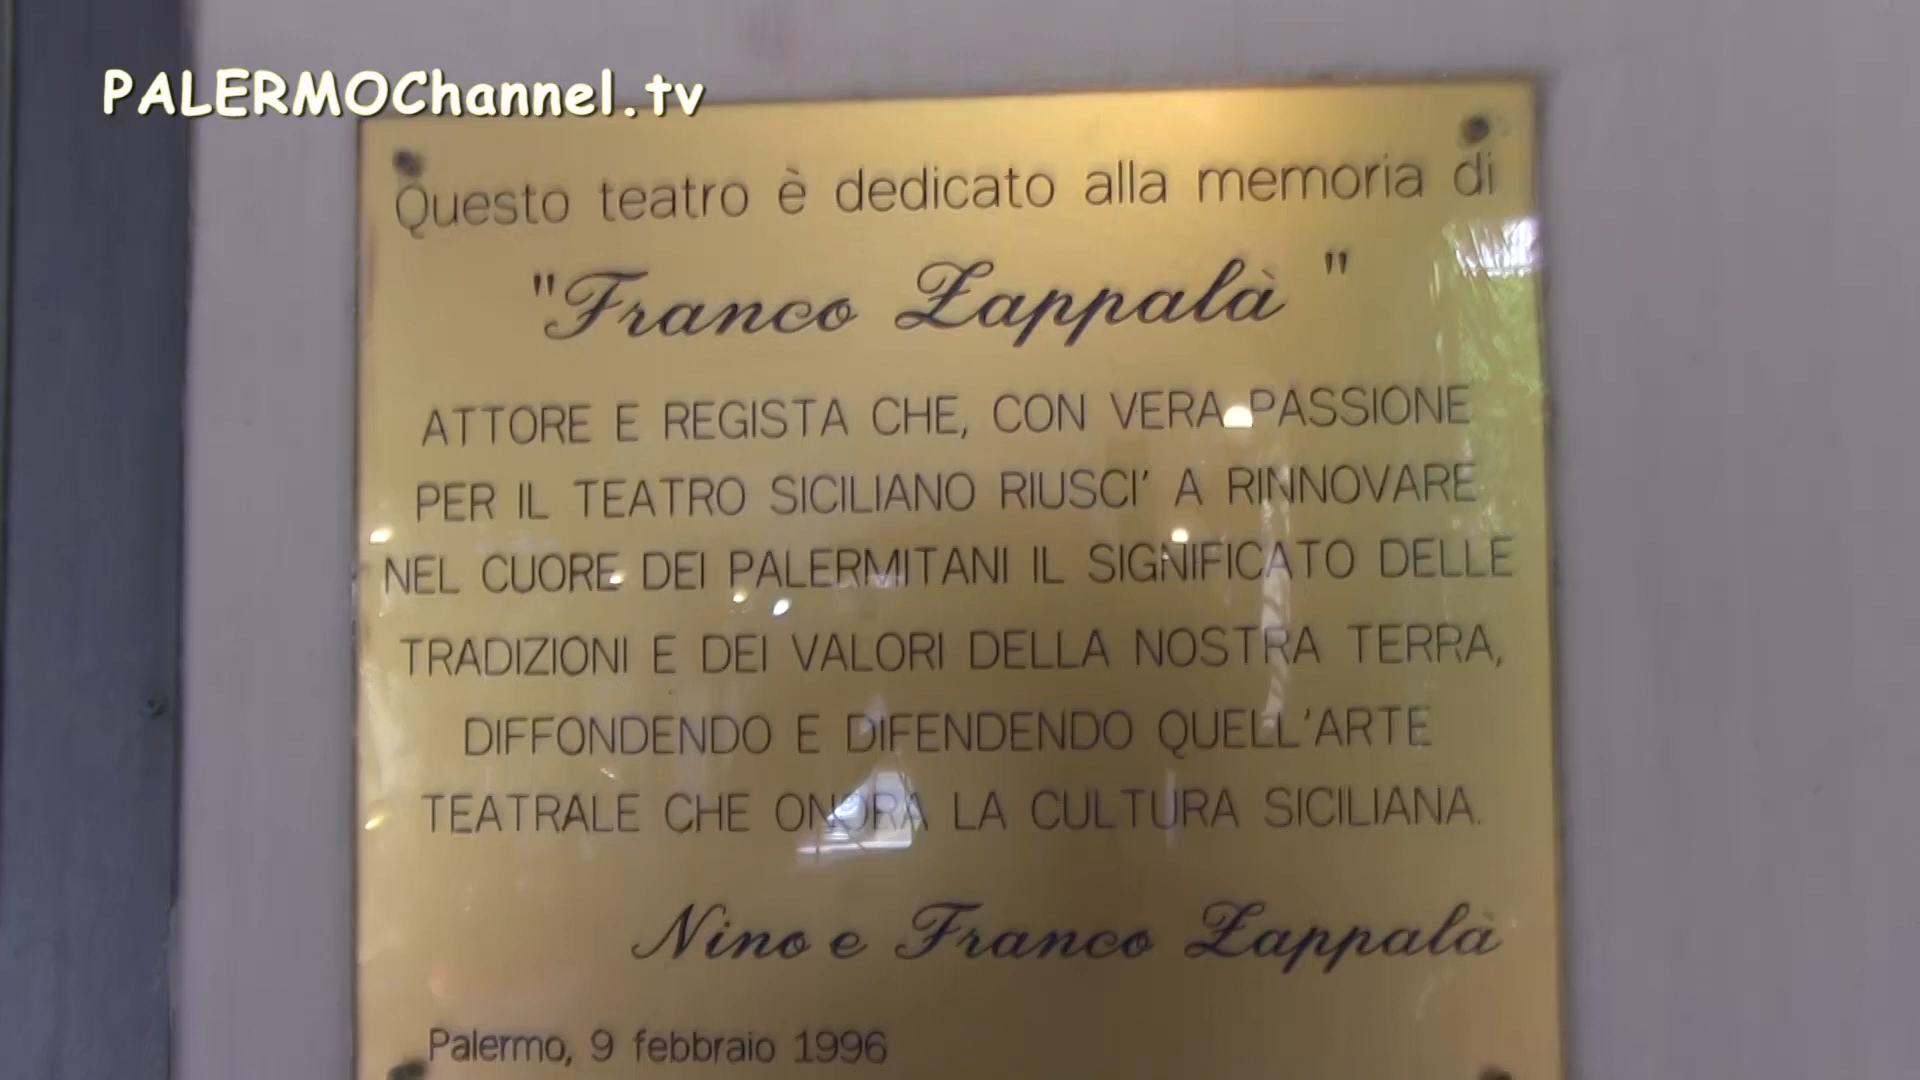 PALERMOChannel.tv
Questo teatro è dedicato alla memoria di
"Franco Zappalà "
ATTORE E REGISTA CHE, CON VERA PASSIONE
PER IL TEATRO SICILIANO RIUSCI' A RINNOVARE
NEL CUORE DEI PALERMITANI IL SIGNIFICATO DELLE
TRADIZIONI E DEI VALORI DELLA NOSTRA TERRA,
DIFFONDENDO E DIFENDENDO QUELL'ARTE
TEATRALE CHE ONORA LA CULTURA SICILIANA.
Nino e Franco Zappalà
Palermo, 9 febbraio 1996